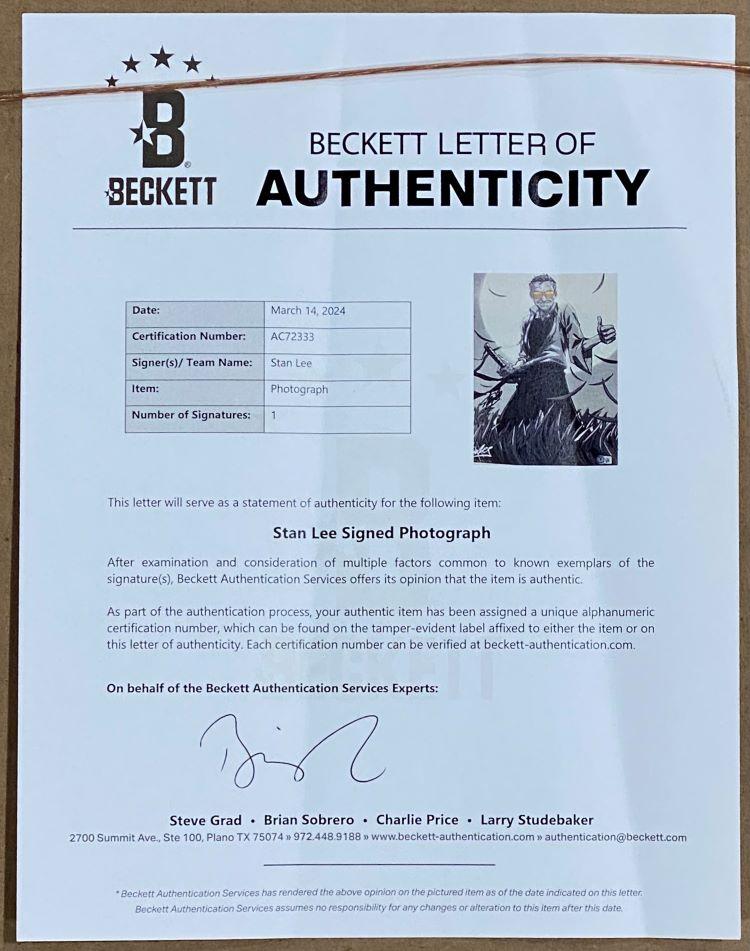 B®
BECKETT
BECKETT LETTER OF
AUTHENTICITY
Date: March 14, 2024
Certification Number: AC72333
Signer(s)/ Team Name: Stan Lee
Item: Photograph
Number of Signatures: 1
This letter will serve as a statement of authenticity for the following item:
Stan Lee Signed Photograph
After examination and consideration of multiple factors common to known exemplars of the
signature(s), Beckett Authentication Services offers its opinion that the item is authentic.
As part of the authentication process, your authentic item has been assigned a unique alphanumeric
certification number, which can be found on the tamper-evident label affixed to either the item or on
this letter of authenticity. Each certification number can be verified at beckett-authentication.com.
On behalf of the Beckett Authentication Services Experts:
Steve Grad • Brian Sobrero • Charlie Price • Larry Studebaker
2700 Summit Ave., Ste 100, Plano TX 75074 » 972.448.9188 » www.beckett-authentication.com » authentication@beckett.com
* Beckett Authentication Services has rendered the above opinion on the pictured item as of the date indicated on this letter.
Beckett Authentication Services assumes no responsibility for any changes or alteration to this item after this date.